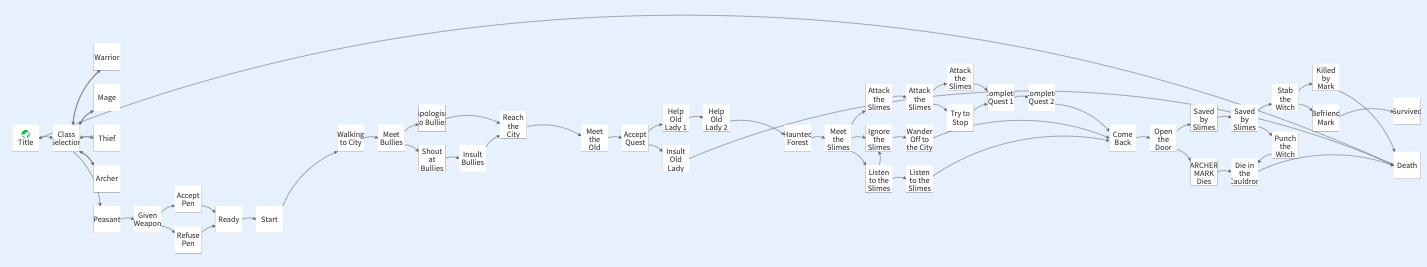 Title
Class
Selection
Warrior
Mage
Thief
Archer
Peasant
Given
Weapon
Accept
Pen
Refuse
Pen
Ready
Start
Walking
to City
Meet
Bullies
pologis
o Bullie
Shout
at
Bullies
Insult
Bullies
Reach
the
City
Meet
the
Old
Accept
Quest
Help
Old
Lady 1
Help
Old
Lady 2
Insult
Old
Lady
Haunted
Forest
Meet
the
Slimes
Attack
the
Slimes
Ignore
the
Slimes
Listen
to the
Slimes
Attack
the
Slimes
Wander
Off to
the City
Listen
to the
Slimes
Attack
the
Slimes
Try to
Stop
omplet
Quest 1
omplet
Quest 2
Come
Back
Open
the
Door
Saved
by
Slimes
ARCHER
MARK
Dies
Saved
by
Slimes
Die in
the
Cauldron
Stab
the
Witch
Punch
the
Witch
Killed
by
Mark
Befriend
Mark
Survived
Death